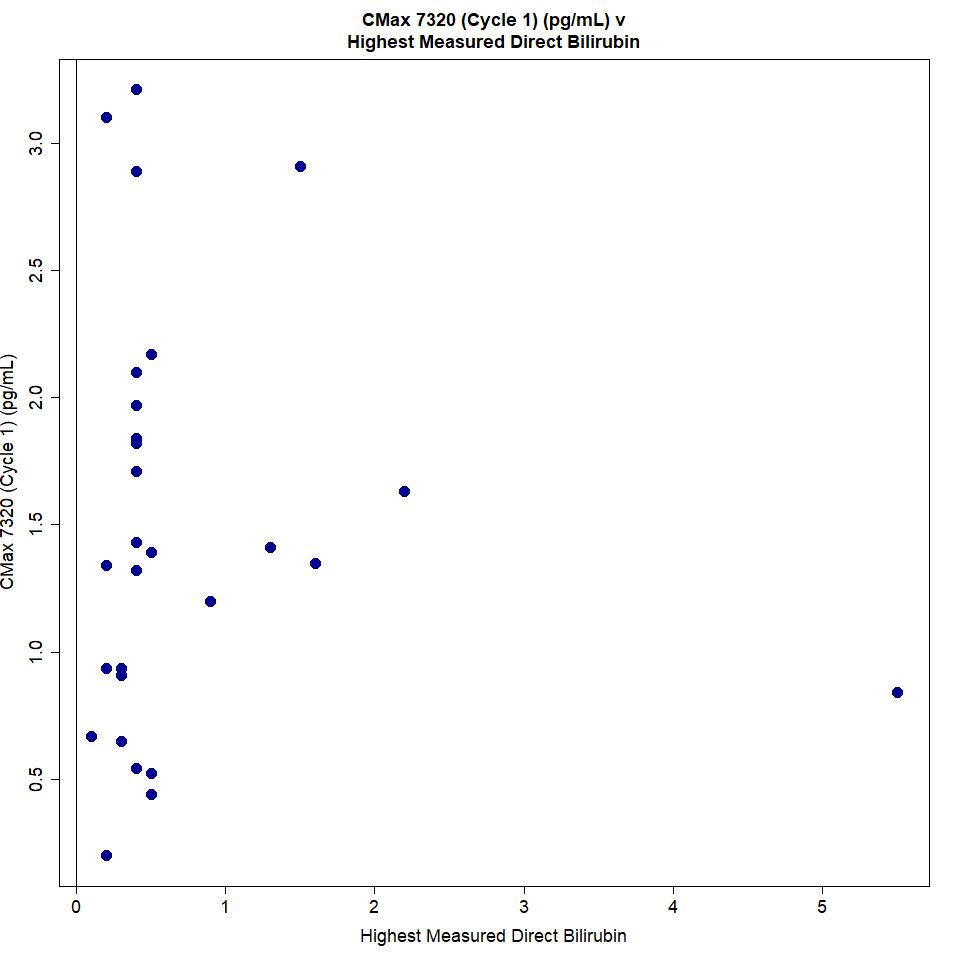 CMax 7320 (Cycle 1) (pg/mL) v
Highest Measured Direct Bilirubin
CMax 7320 (Cycle 1) (pg/mL)
3.0
2.5
2.0
1.5
1.0
0.5
0 1 2 3 4 5
Highest Measured Direct Bilirubin